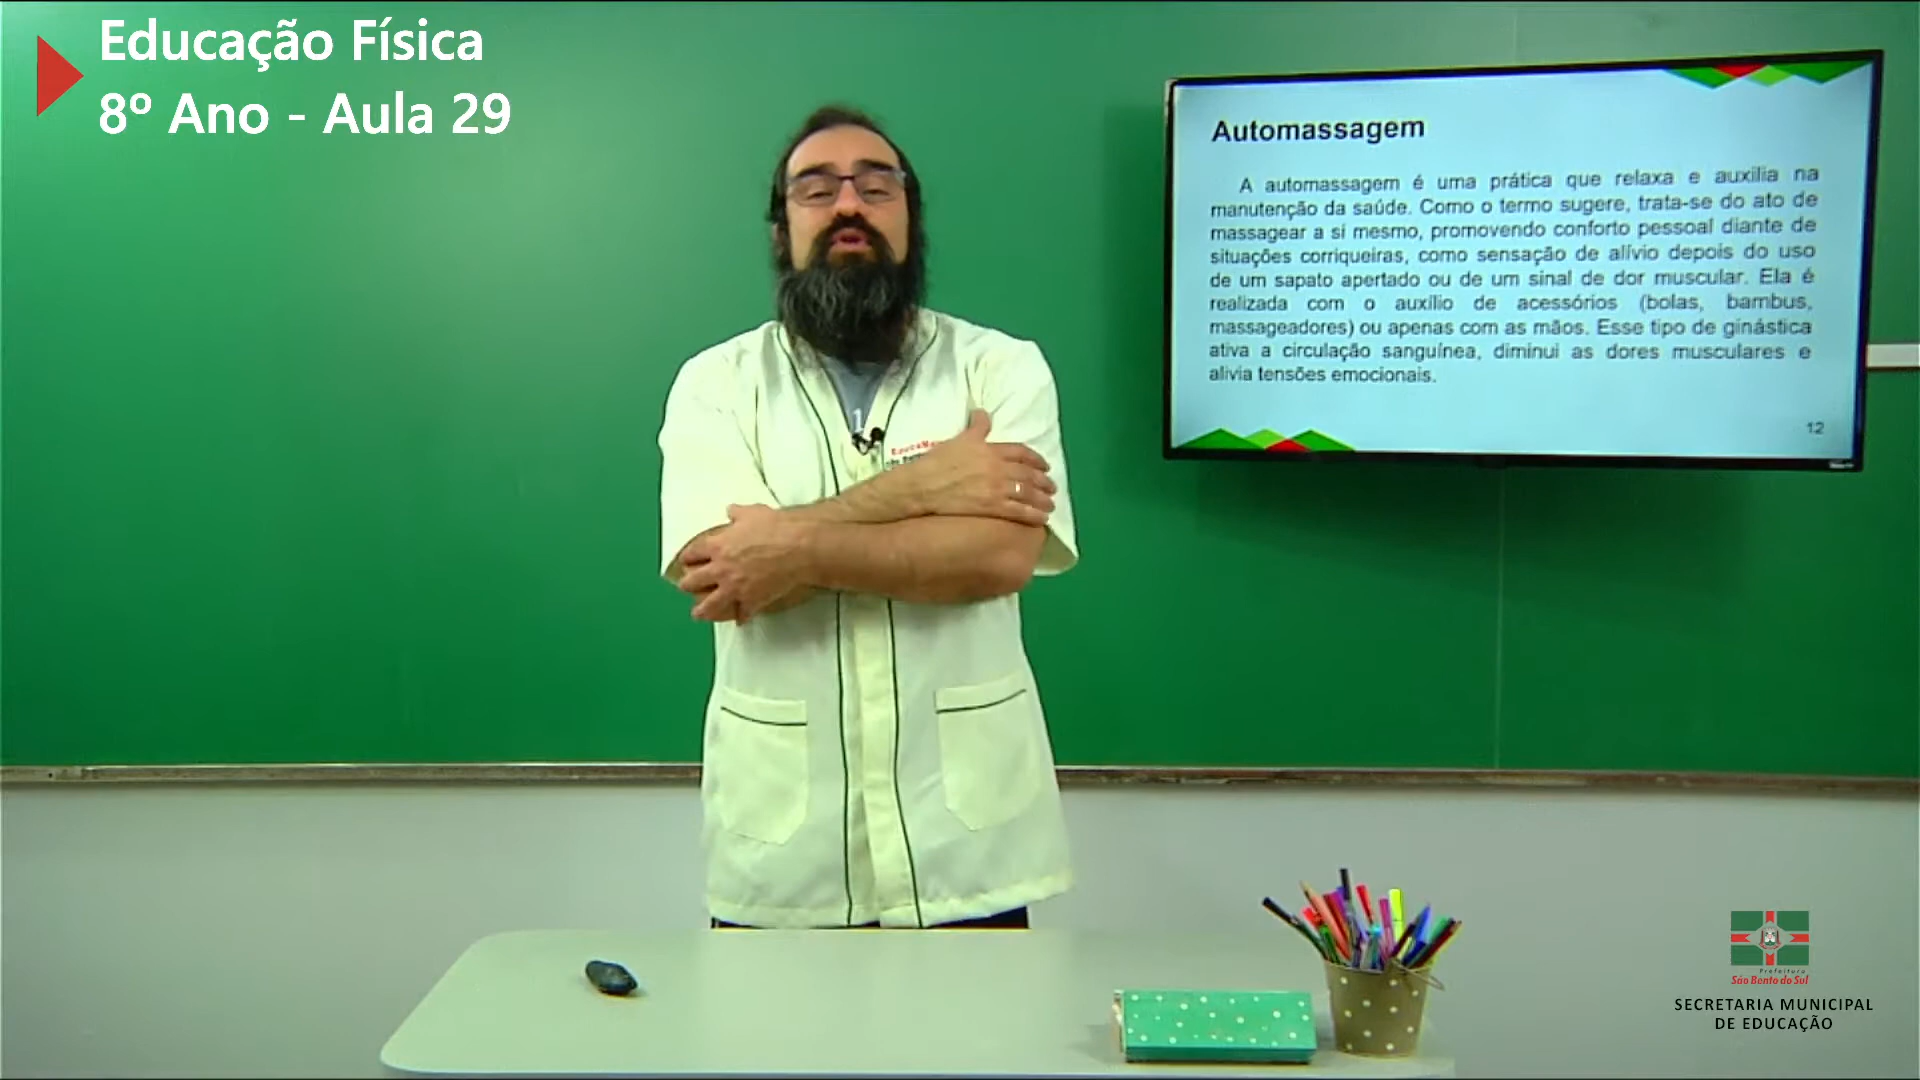 Educação Física
8º Ano - Aula 29
Automassagem
A automassagem é uma prática que relaxa e auxilia na
manutenção da saúde. Como o termo sugere, trata-se do ato de
massagear a si mesmo, promovendo conforto pessoal diante de
situações corriqueiras, como sensação de alívio depois do uso
de um sapato apertado ou de um sinal de dor muscular. Ela é
realizada com o auxílio de acessórios (bolas, bambus,
massageadores) ou apenas com as mãos. Esse tipo de ginástica
ativa a circulação sanguínea, diminui as dores musculares e
alivia tensões emocionais.
12
Prefeitura
São Bento do Sul
SECRETARIA MUNICIPAL
DE EDUCAÇÃO